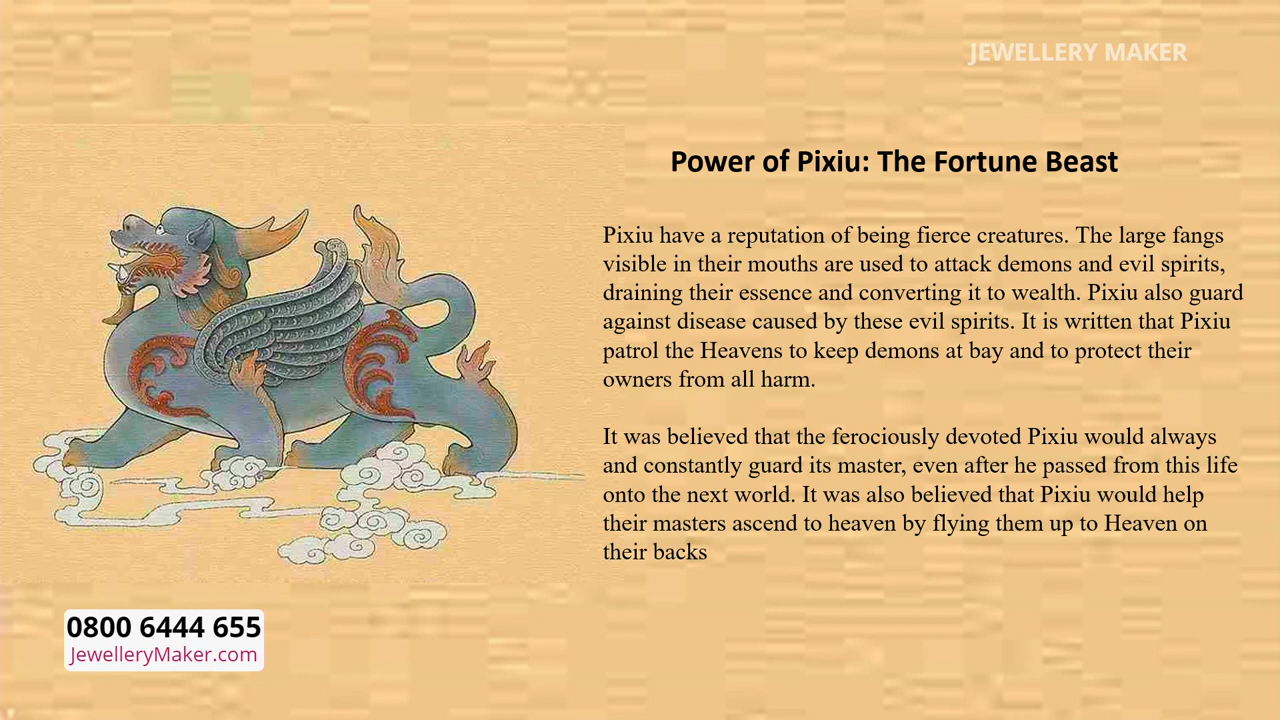 JEWELLERY MAKER
Power of Pixiu: The Fortune Beast
Pixiu have a reputation of being fierce creatures. The large fangs
visible in their mouths are used to attack demons and evil spirits,
draining their essence and converting it to wealth. Pixiu also guard
against disease caused by these evil spirits. It is written that Pixiu
patrol the Heavens to keep demons at bay and to protect their
owners from all harm.
It was believed that the ferociously devoted Pixiu would always
and constantly guard its master, even after he passed from this life
onto the next world. It was also believed that Pixiu would help
their masters ascend to heaven by flying them up to Heaven on
their backs
0800 6444 655
JewelleryMaker.com